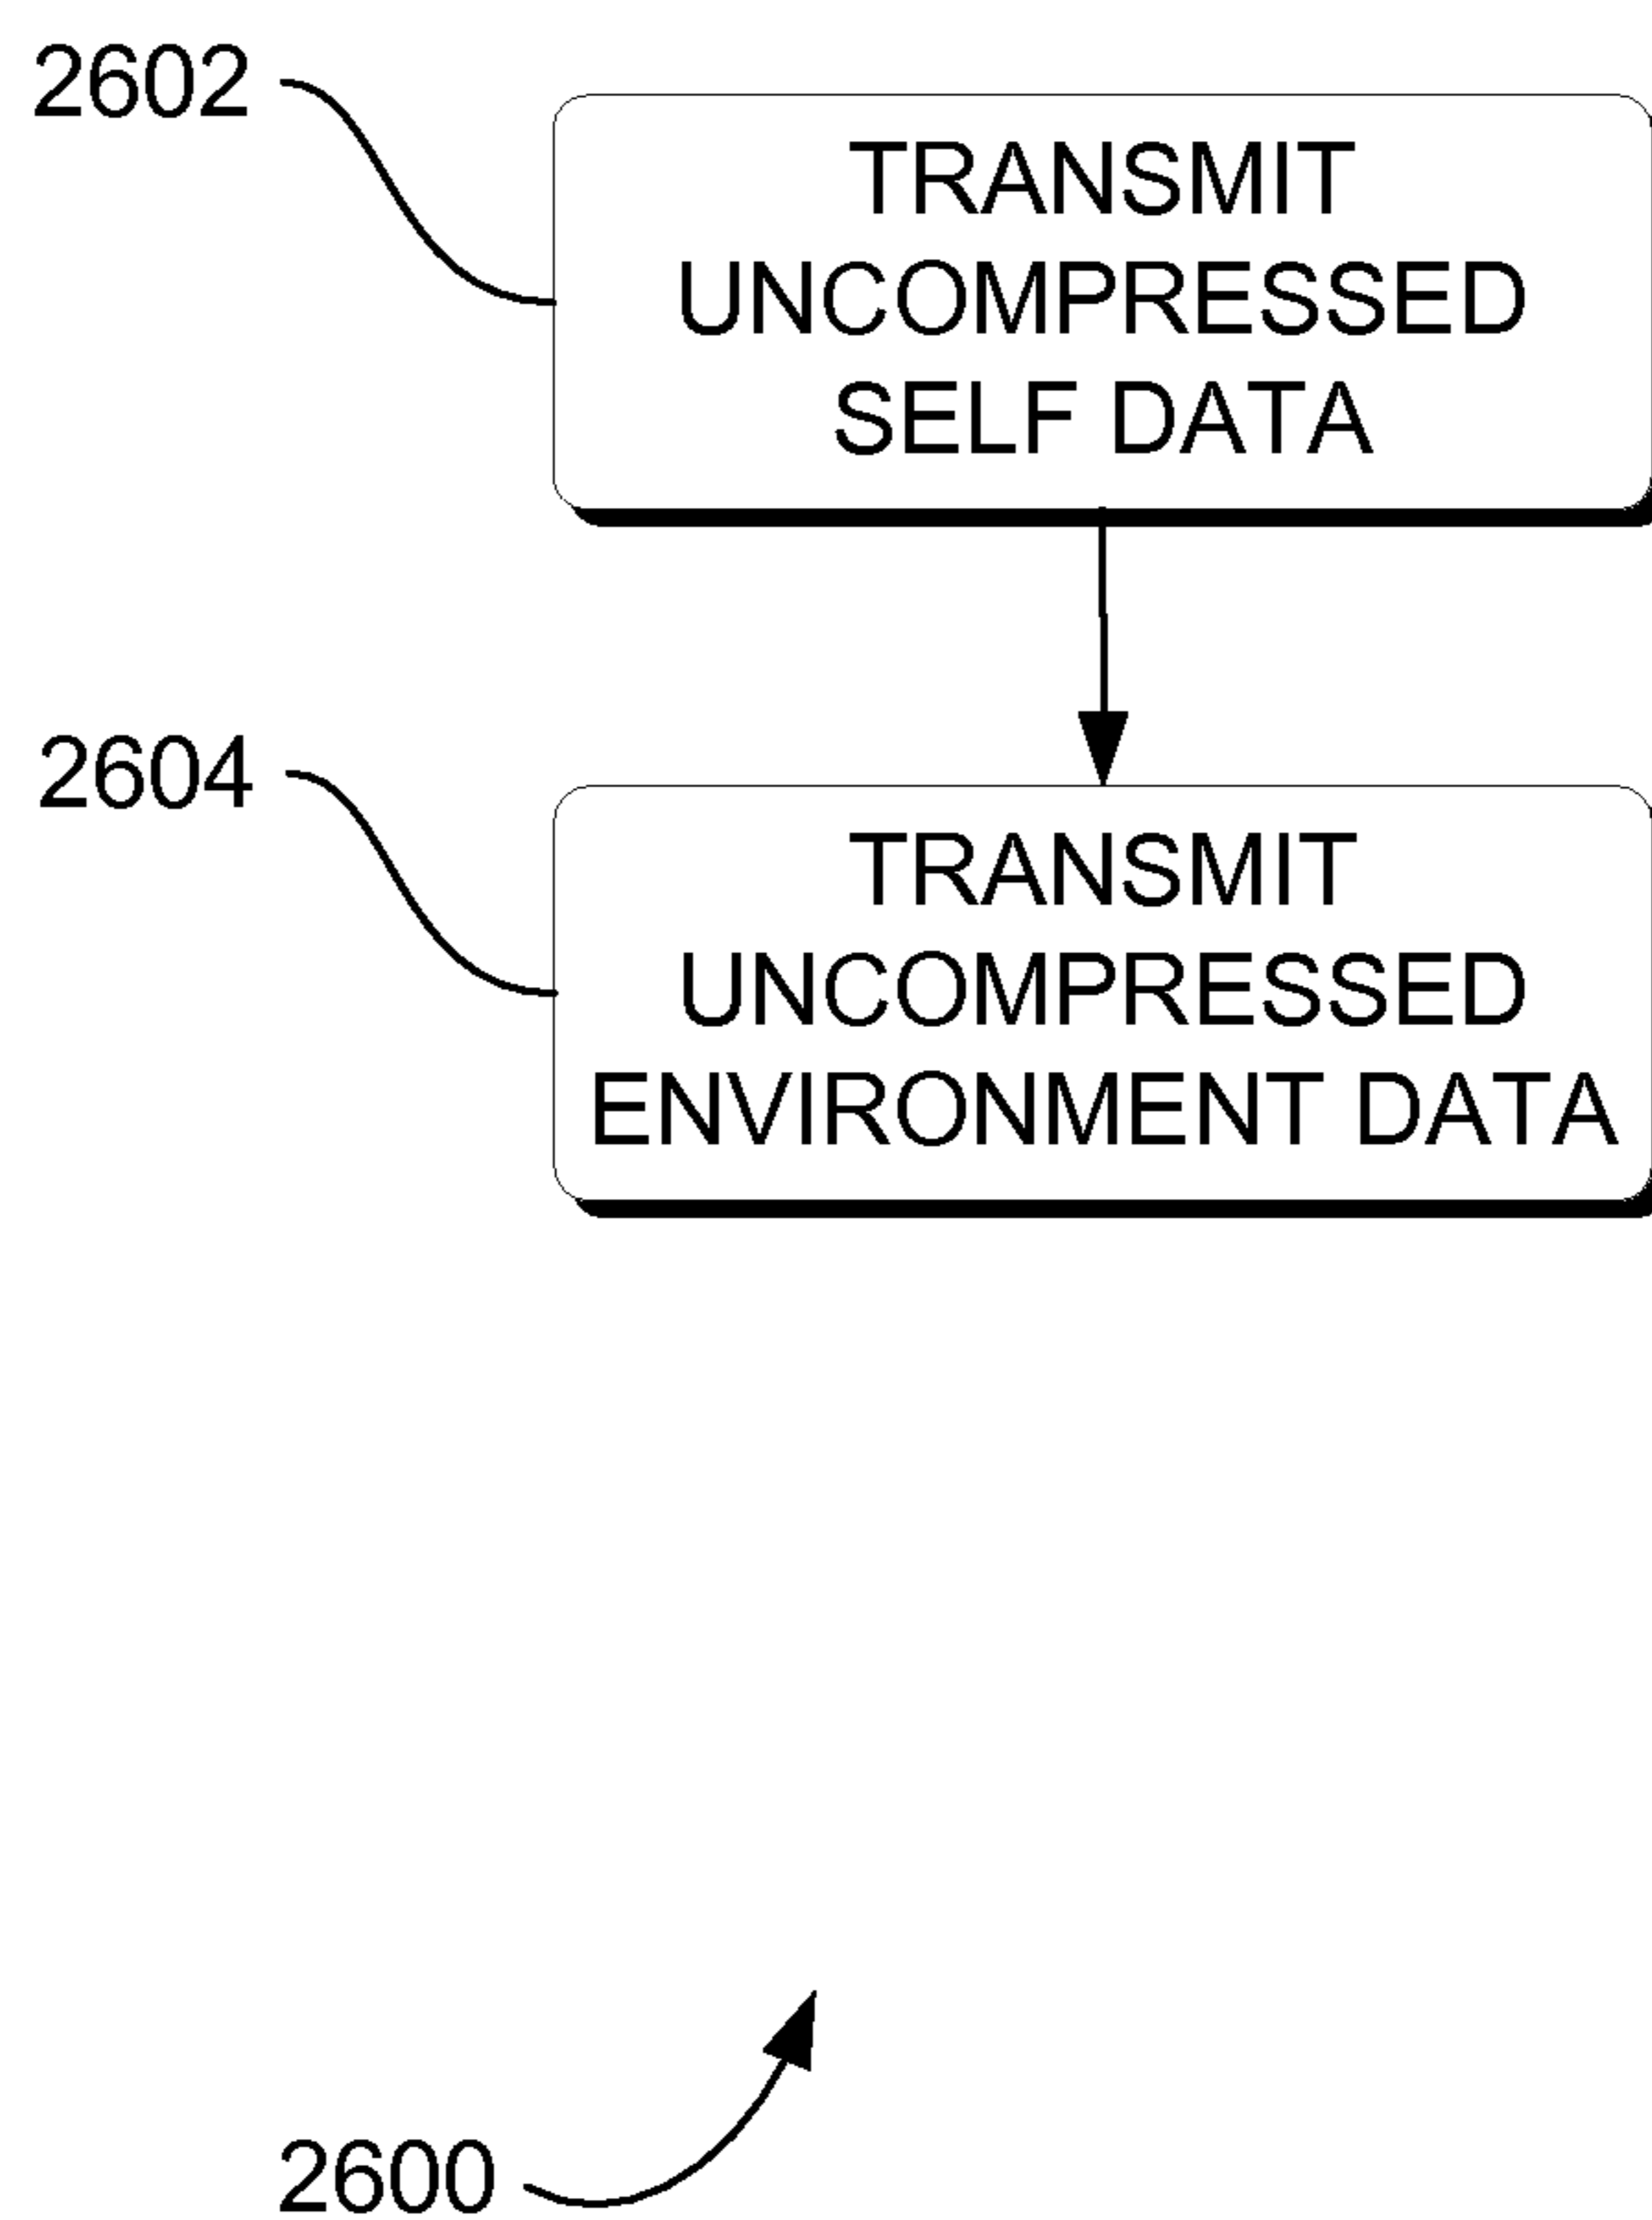 2602
TRANSMIT
UNCOMPRESSED
SELF DATA
2604
TRANSMIT
UNCOMPRESSED
ENVIRONMENT DATA
2600